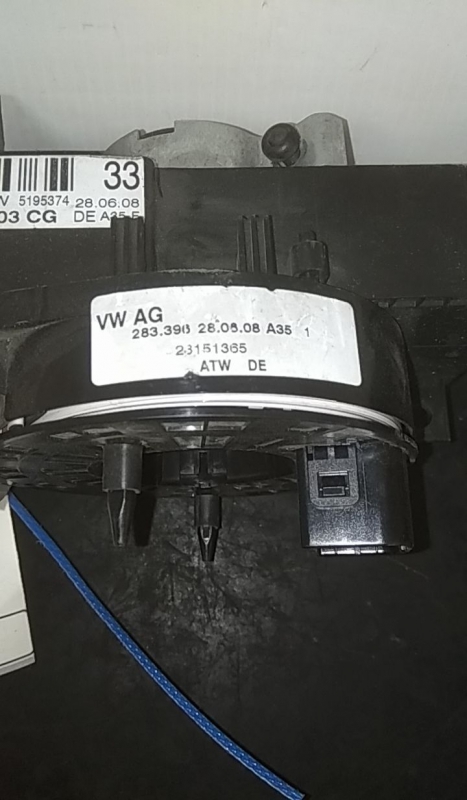 33
5195374 28.06.08
03 CG DE A35
VW AG
283.390 28.06.08 A35 1
23151365
ATW DE